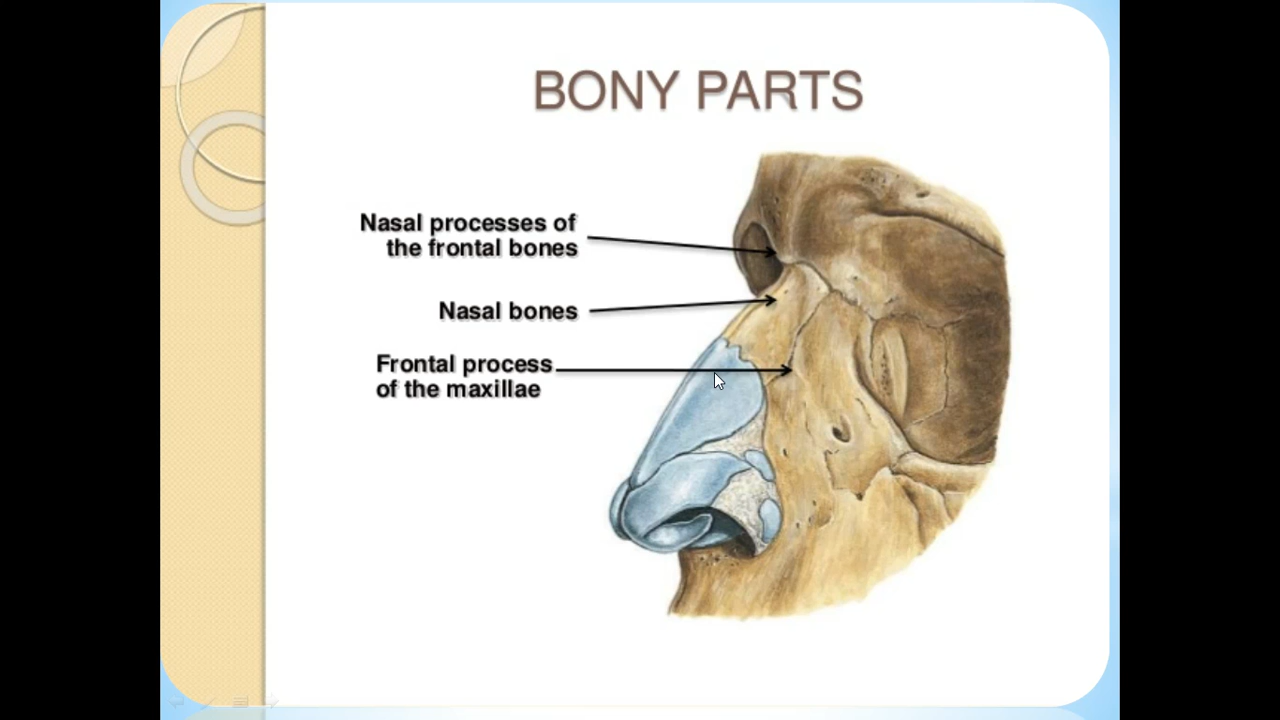 BONY PARTS
Nasal processes of
the frontal bones
Nasal bones
Frontal process
of the maxillae